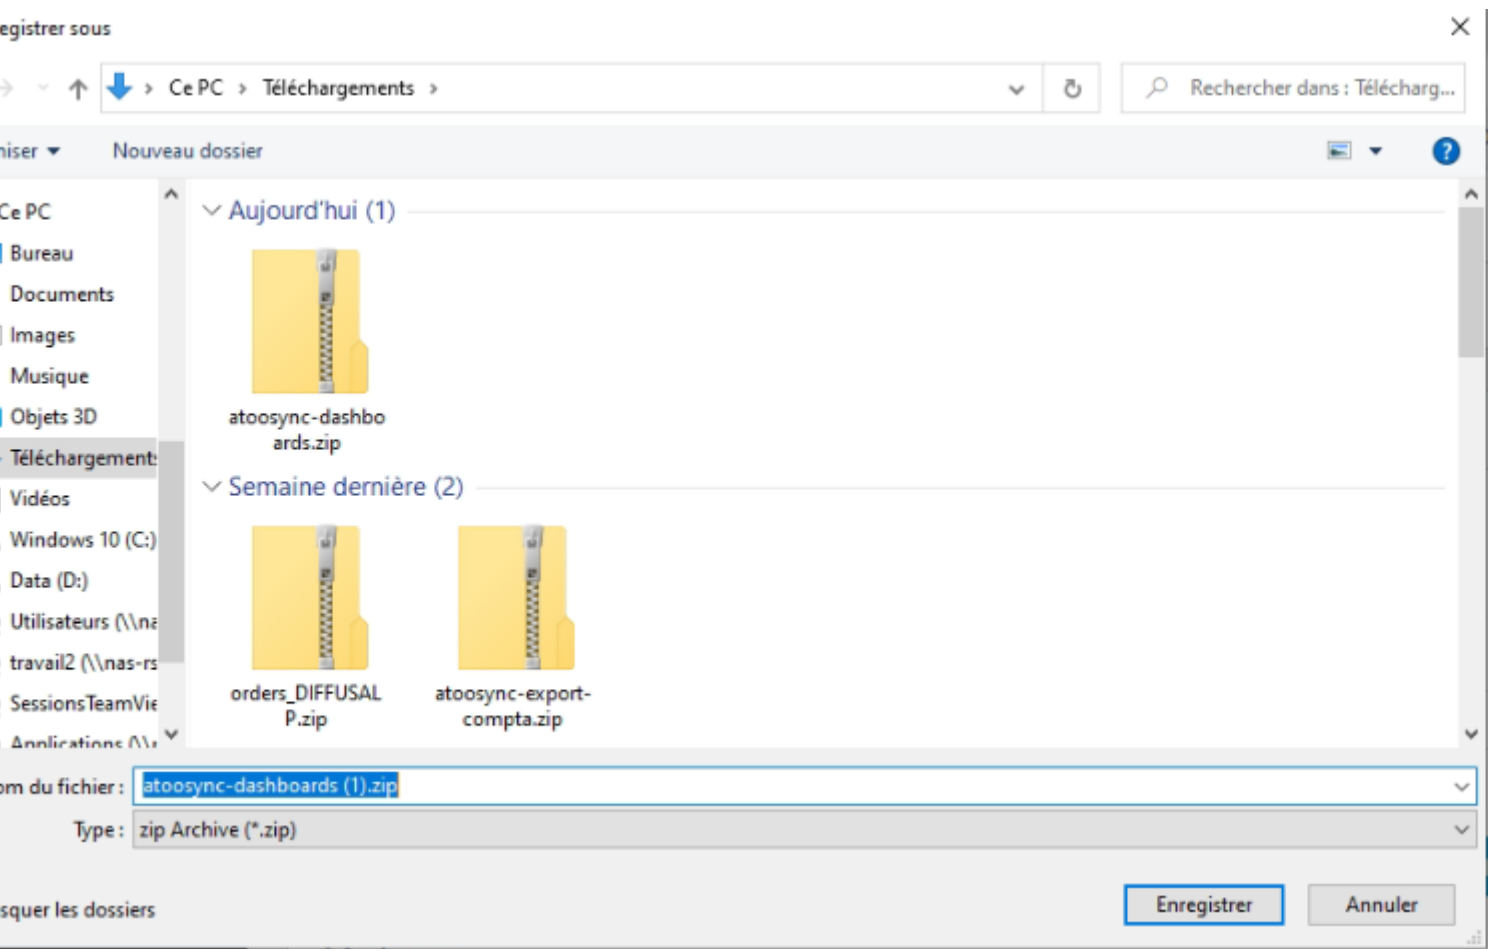 egistrer sous
Ce PC > Téléchargements >
Rechercher dans : Télécharg...
niser
Nouveau dossier
?
Ce PC
Bureau
Documents
Images
Musique
Objets 3D
Téléchargements
Vidéos
Windows 10 (C:)
Data (D:)
Utilisateurs (\\na
travail2 (\\nas-rs
SessionsTeamVie
Applications (\\
Aujourd'hui (1)
atoosync-dashbo
ards.zip
Semaine dernière (2)
orders_DIFFUSAL
P.zip
atoosync-export-
compta.zip
om du fichier :
atoosync-dashboards (1).zip
Type :
zip Archive (*.zip)
squer les dossiers
Enregistrer
Annuler